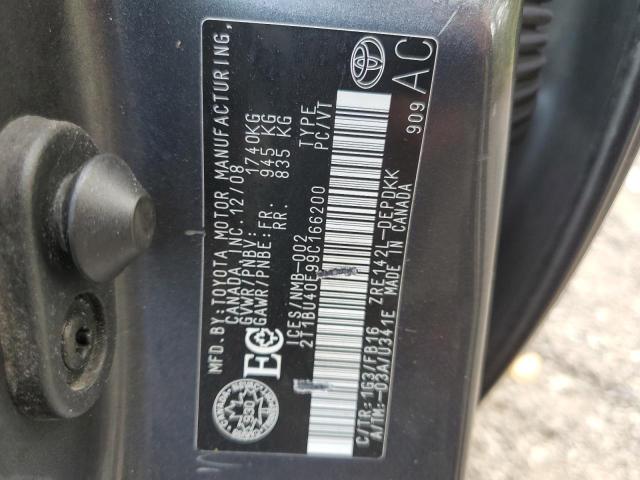 MFD. BY: TOYOTA MOTOR MANUFACTURING,
CANADA INC. 12/08
GVWR/PNBV: 1740KG
GAWR/PNBE: FR. 945 KG
RR. 835 KG
ICES/NMB-002 TYPE
2T1BU40E99C166200 PC/VT
C/TR: 1G3/FB16 ZRE142L-DEPDKK
A/TM: -03A/U341E MADE IN CANADA
909 AC